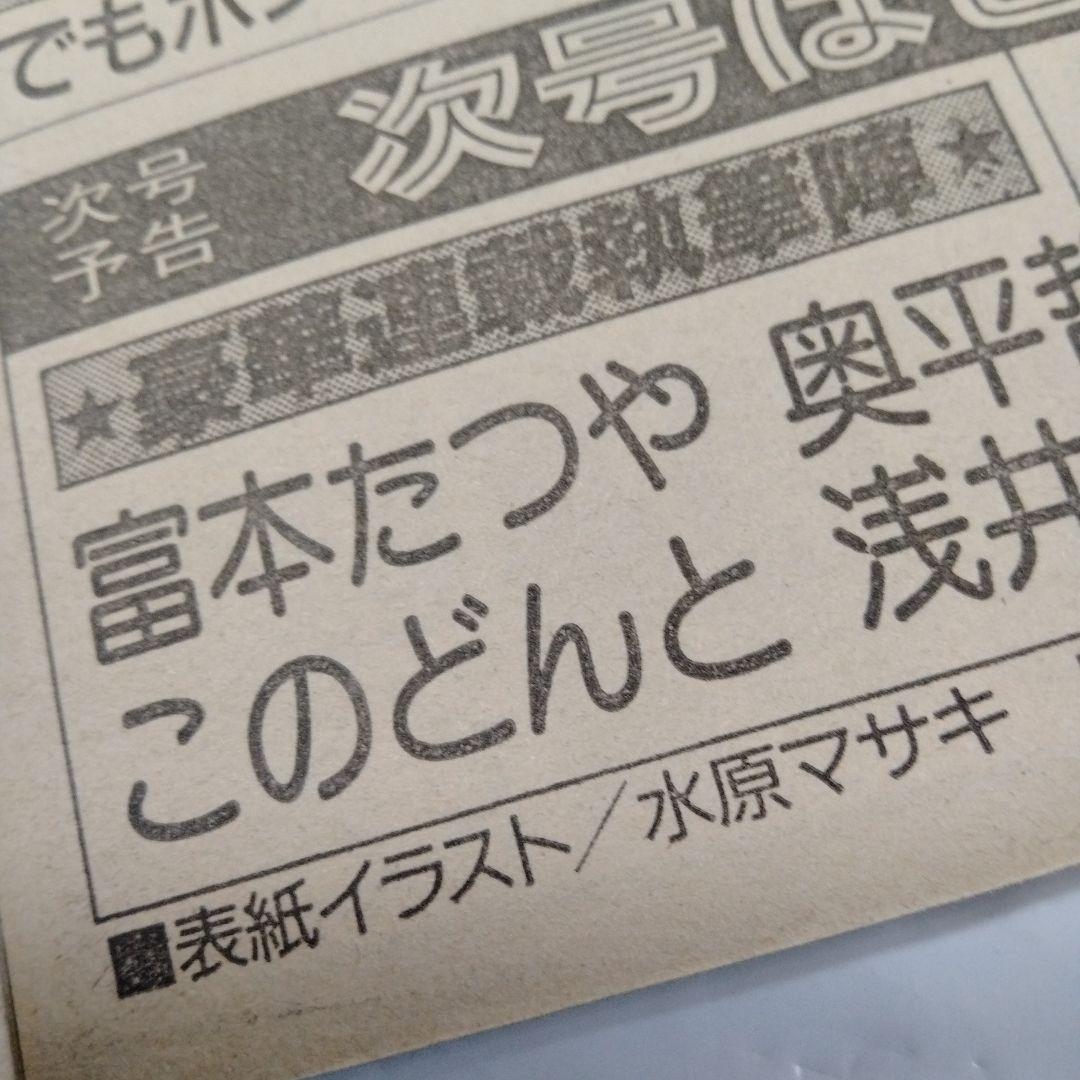 でもホン
次号
予告
次号は
★豪華連載執筆陣★
富本たつや 奥平
このどんと 浅井
■表紙イラスト／水原マサキ